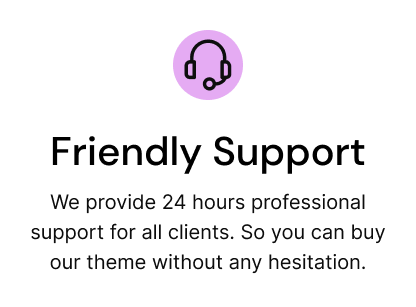 Friendly Support
We provide 24 hours professional
support for all clients. So you can buy
our theme without any hesitation.